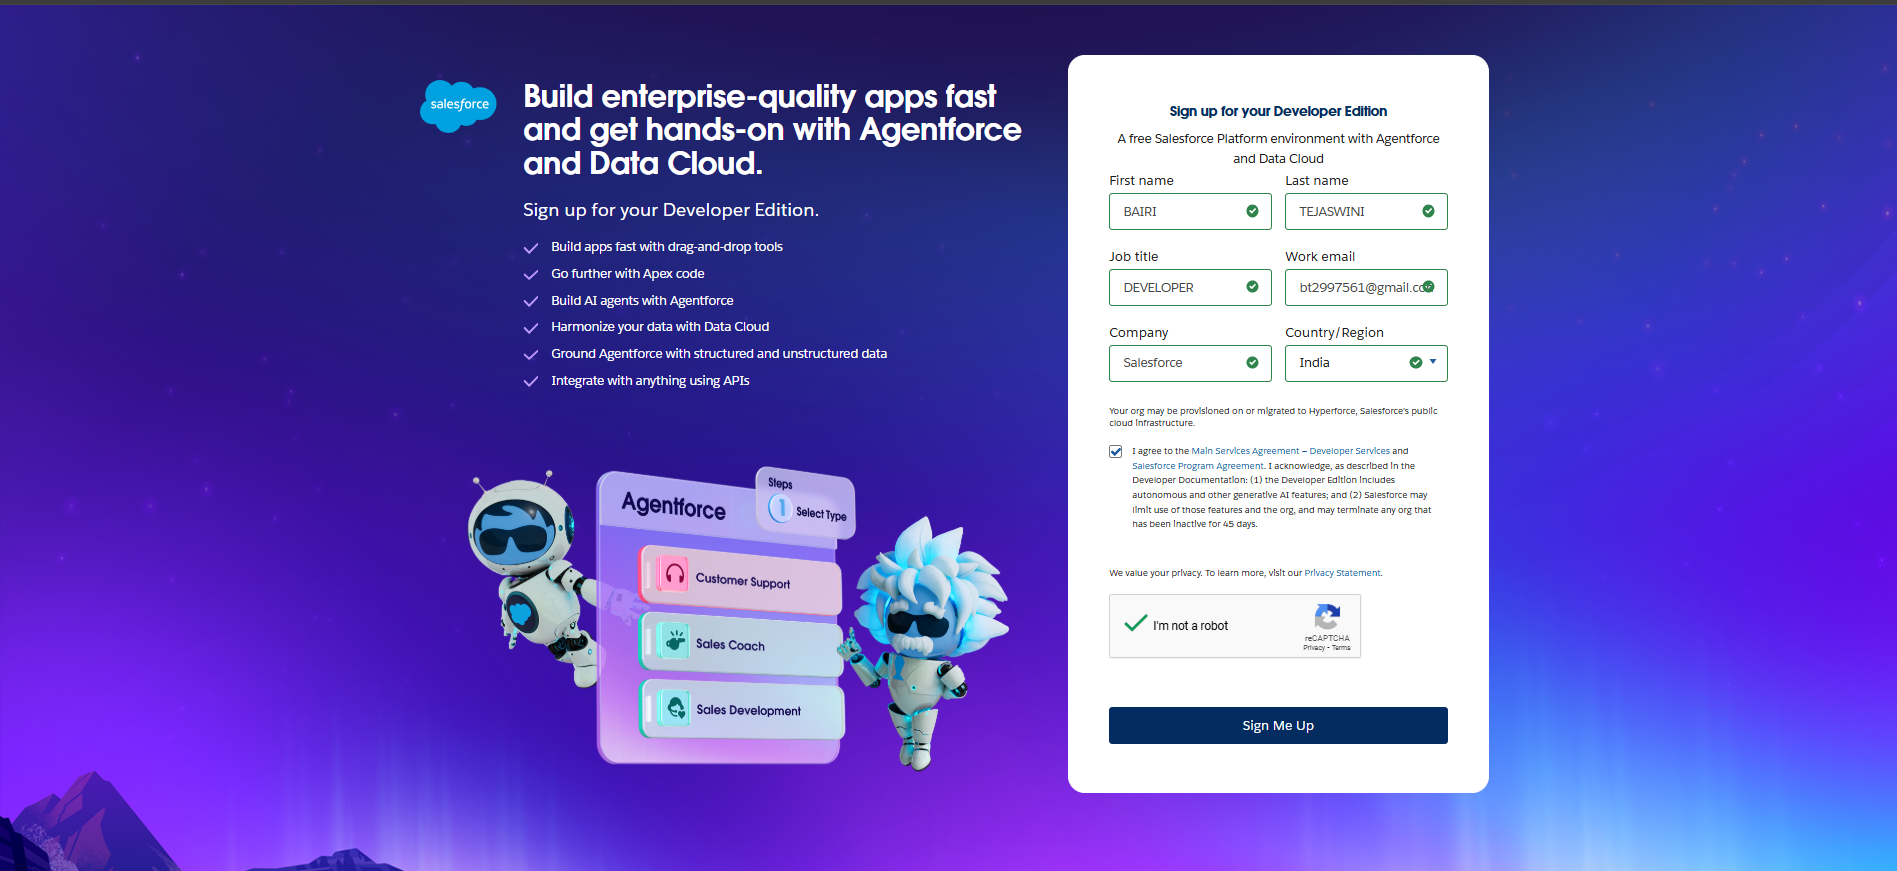 salesforce
Build enterprise-quality apps fast
and get hands-on with Agentforce
and Data Cloud.
Sign up for your Developer Edition.
Build apps fast with drag-and-drop tools
Go further with Apex code
Build AI agents with Agentforce
Harmonize your data with Data Cloud
Ground Agentforce with structured and unstructured data
Integrate with anything using APIs
Agentforce
Steps
1
Select Type
Customer Support
Sales Coach
Sales Development
Sign up for your Developer Edition
A free Salesforce Platform environment with Agentforce
and Data Cloud
First name Last name
BAIRI TEJASWINI
Job title Work email
DEVELOPER bt2997561@gmail.co
Company Country/Region
Salesforce India
Your org may be provisioned on or migrated to Hyperforce, Salesforce's public
cloud infrastructure.
I agree to the Main Services Agreement – Developer Services and
Salesforce Program Agreement. I acknowledge, as described in the
Developer Documentation: (1) the Developer Edition includes
autonomous and other generative AI features; and (2) Salesforce may
limit use of those features and the org, and may terminate any org that
has been inactive for 45 days.
We value your privacy. To learn more, visit our Privacy Statement.
I'm not a robot
reCAPTCHA
Privacy - Terms
Sign Me Up